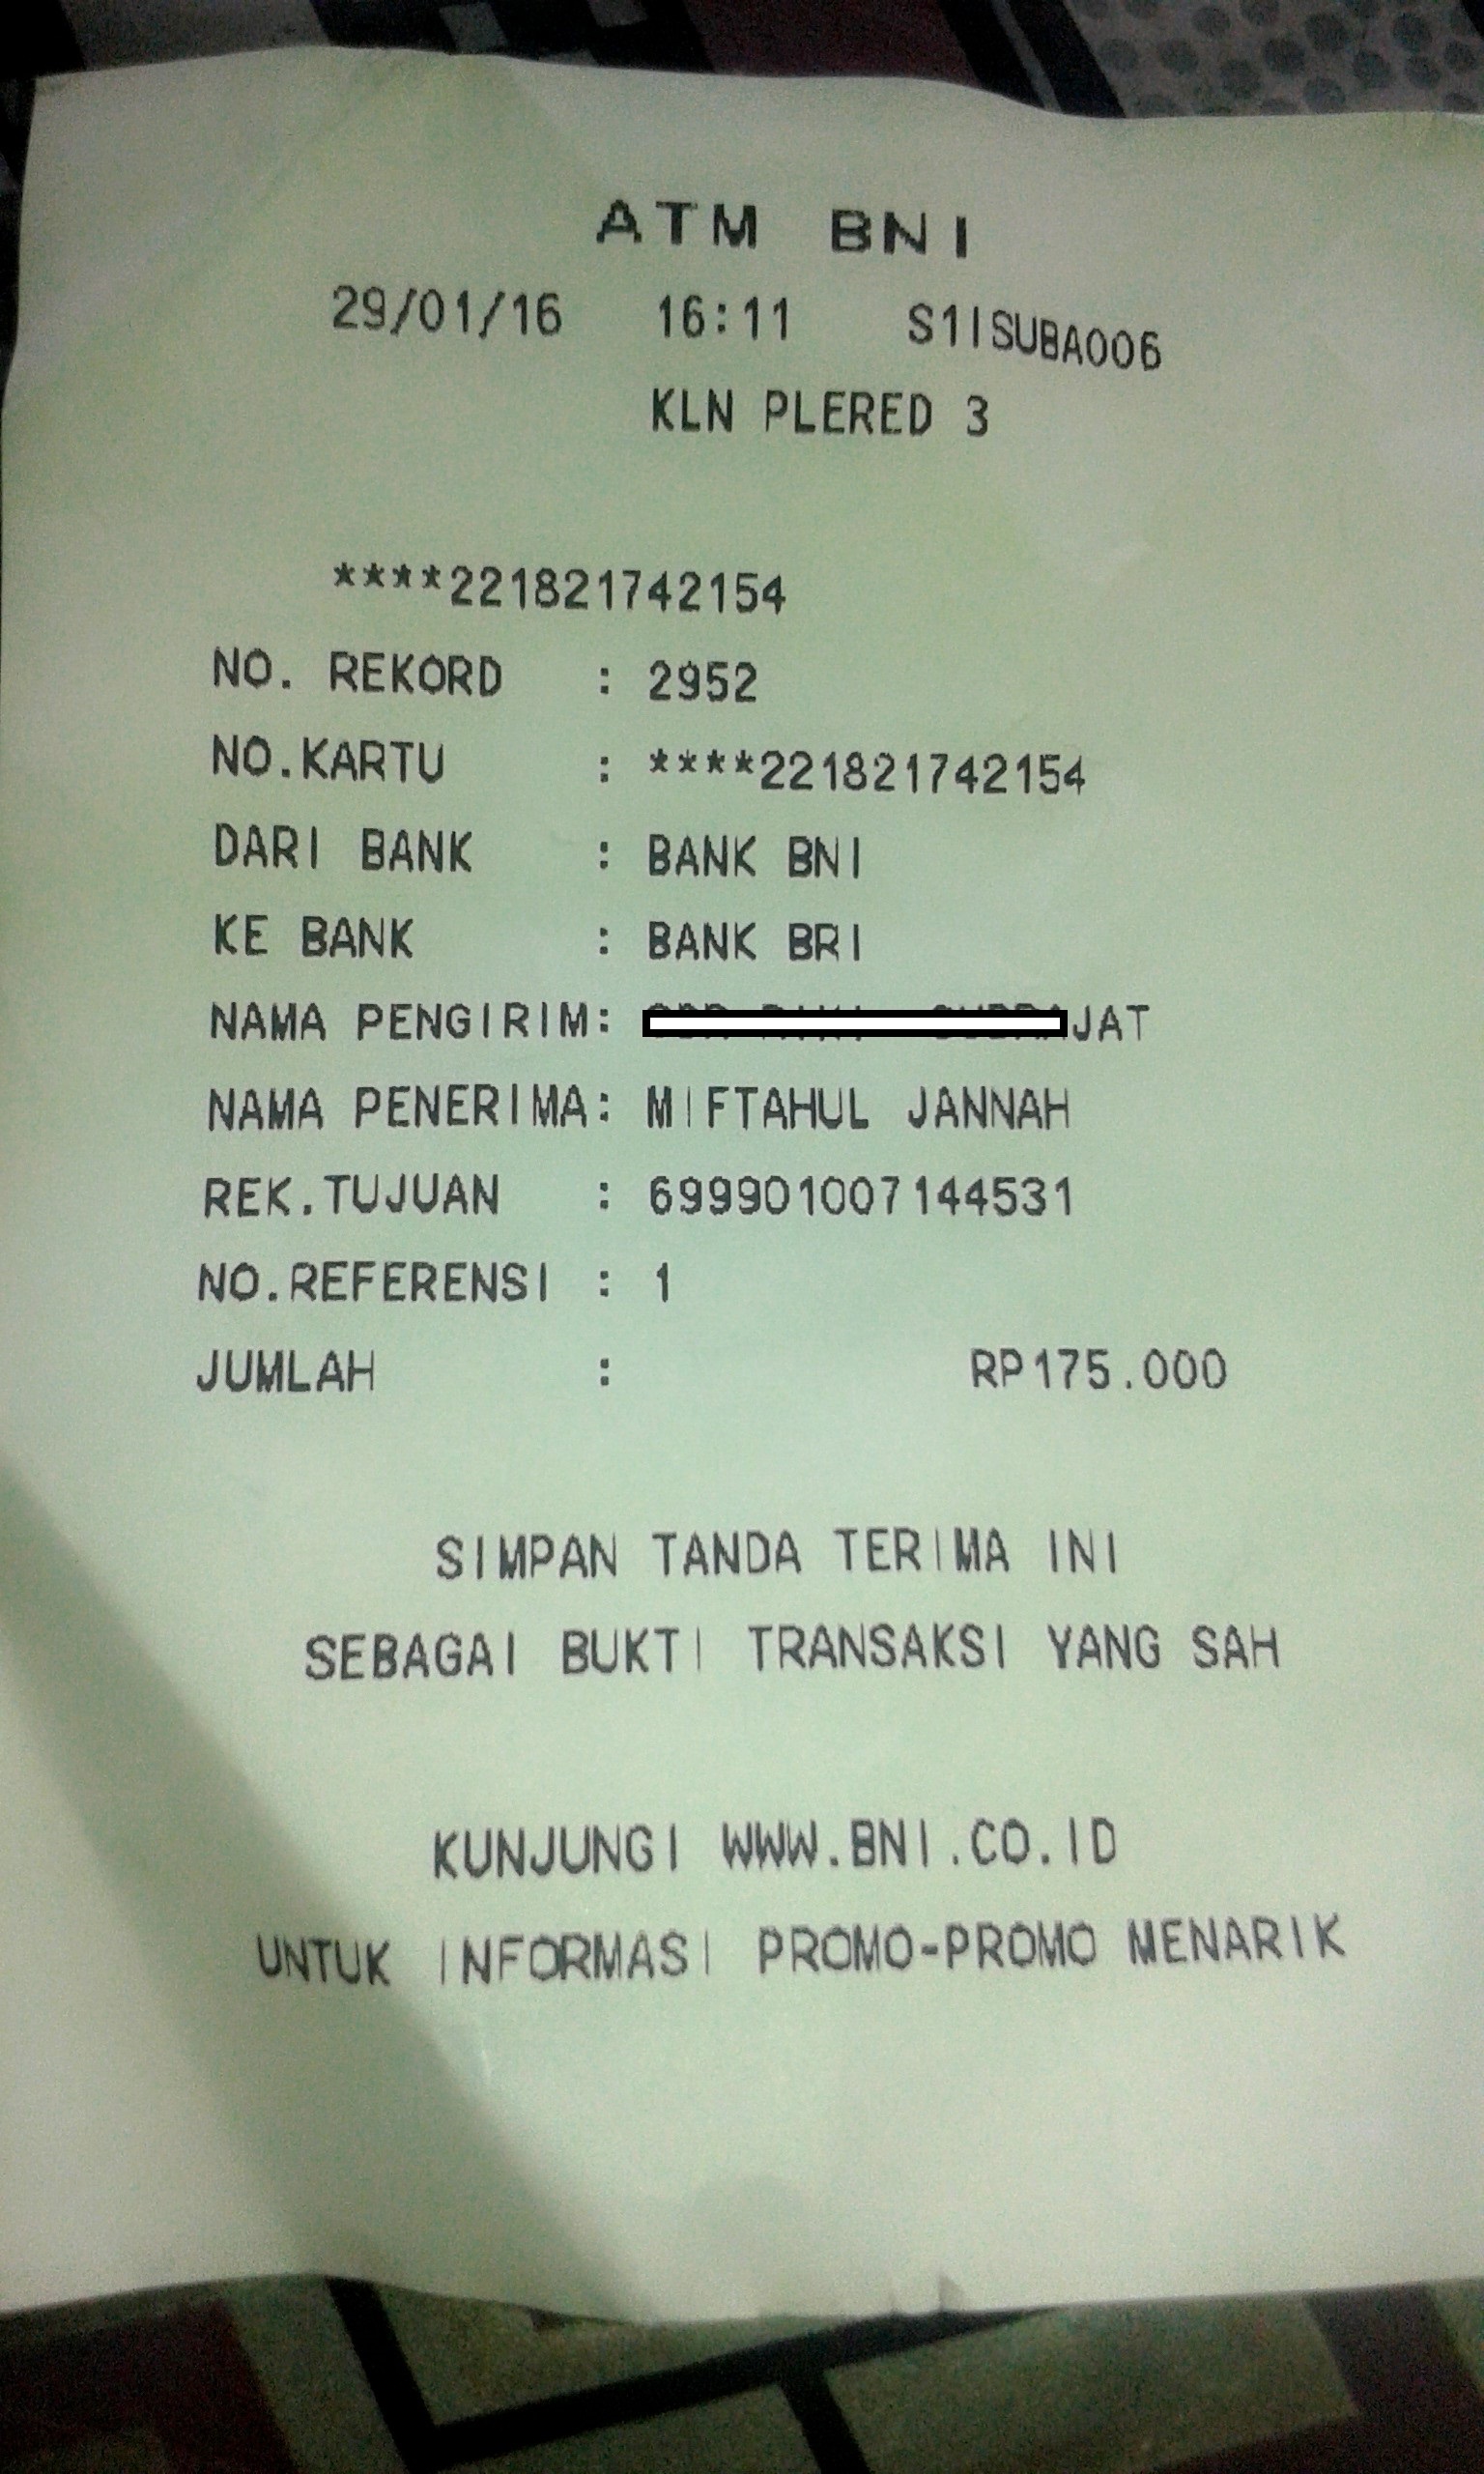 ATM BNI
29/01/16 16:11 S1ISUBA006
KLN PLERED 3
****221821742154
NO. REKORD : 2952
NO.KARTU : ****221821742154
DARI BANK : BANK BNI
KE BANK : BANK BRI
NAMA PENGIRIM: JAT
NAMA PENERIMA: MIFTAHUL JANNAH
REK.TUJUAN : 699901007144531
NO.REFERENSI : 1
JUMLAH : RP175.000
SIMPAN TANDA TERIMA INI
SEBAGAI BUKTI TRANSAKSI YANG SAH
KUNJUNGI WWW.BNI.CO.ID
UNTUK INFORMASI PROMO-PROMO MENARIK